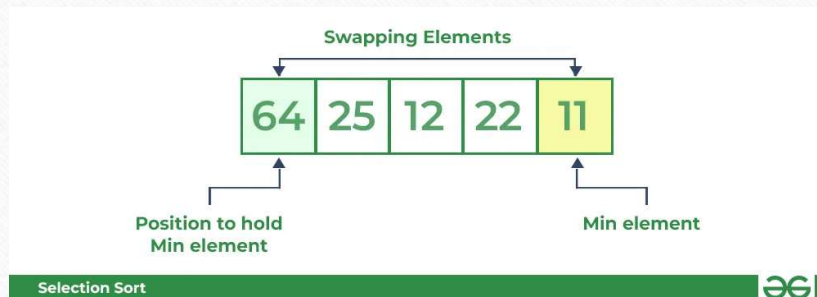 Swapping Elements
64 25 12 22 11
Position to hold
Min element
Min element
Selection Sort